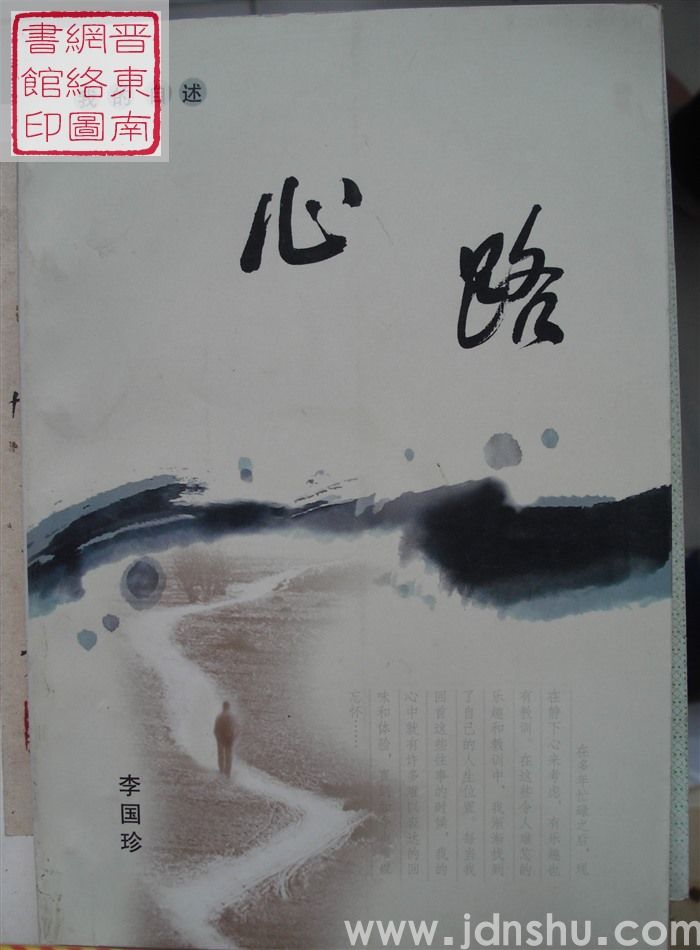 晋東南
網絡圖
書館印
我的自述
心路
在多年忙碌之后，现
在静下心来考虑，有乐趣也
有教训，在这些令人难忘的
乐趣和教训中，我渐渐找到
了自己的人生位置。每当我
回首这些往事的时候，我的
心中就有许多难以叙述的回
味和体验，
忘怀……
李国珍
www.jdnshu.com